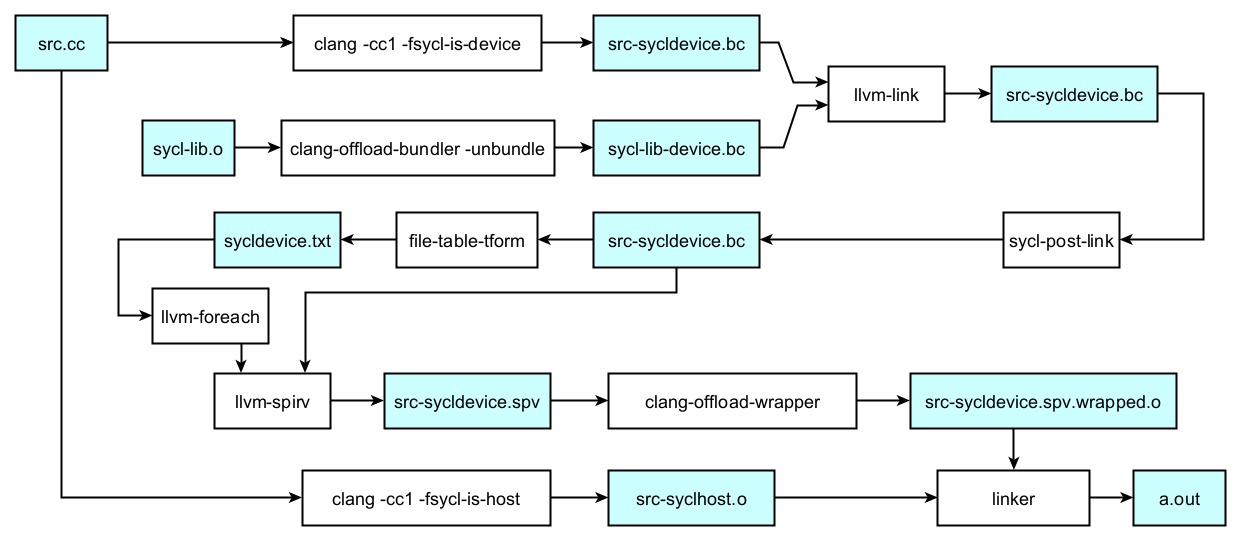 src.cc
clang -cc1 -fsycl-is-device
src-sycldevice.bc
llvm-link
src-sycldevice.bc
sycl-lib.o
clang-offload-bundler -unbundle
sycl-lib-device.bc
sycldevice.txt
file-table-tform
src-sycldevice.bc
sycl-post-link
llvm-foreach
llvm-spirv
src-sycldevice.spv
clang-offload-wrapper
src-sycldevice.spv.wrapped.o
clang -cc1 -fsycl-is-host
src-syclhost.o
linker
a.out